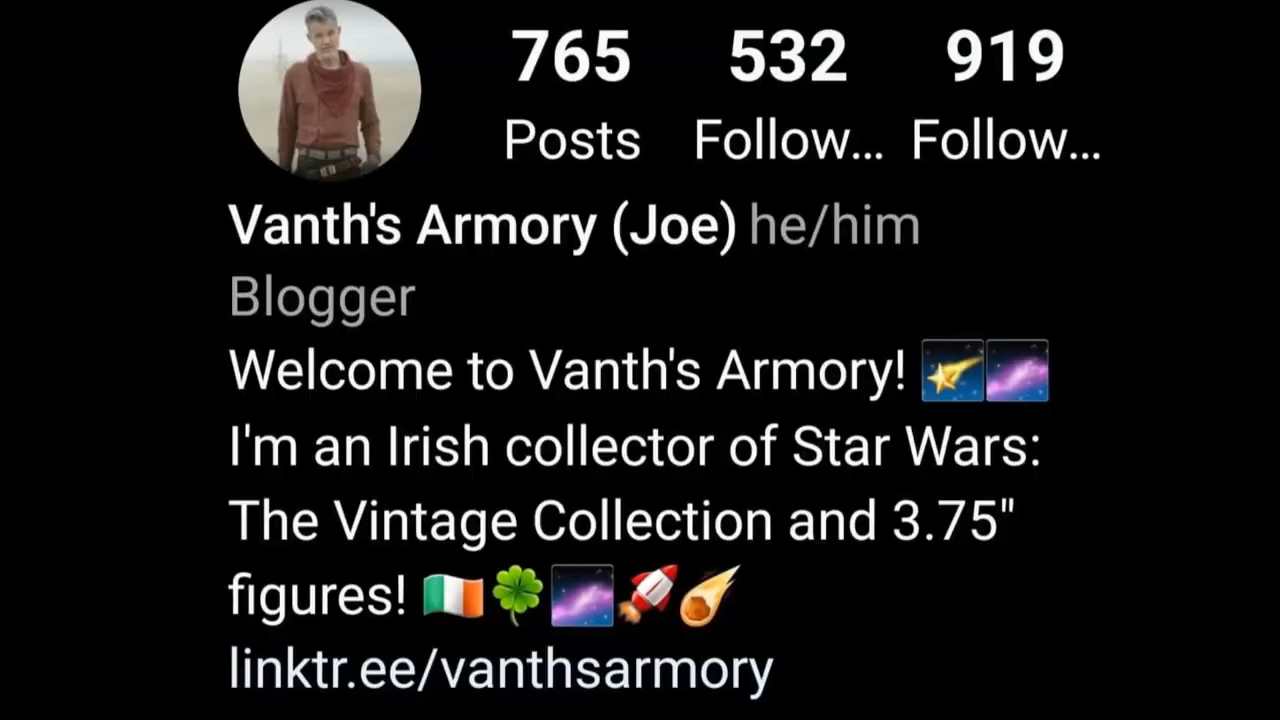 765 532 919
Posts Follow... Follow...
Vanth's Armory (Joe) he/him
Blogger
Welcome to Vanth's Armory! 🌠🌌
I'm an Irish collector of Star Wars:
The Vintage Collection and 3.75"
figures! 🇮🇪🍀🌌🚀☄️
linktr.ee/vanthsarmory